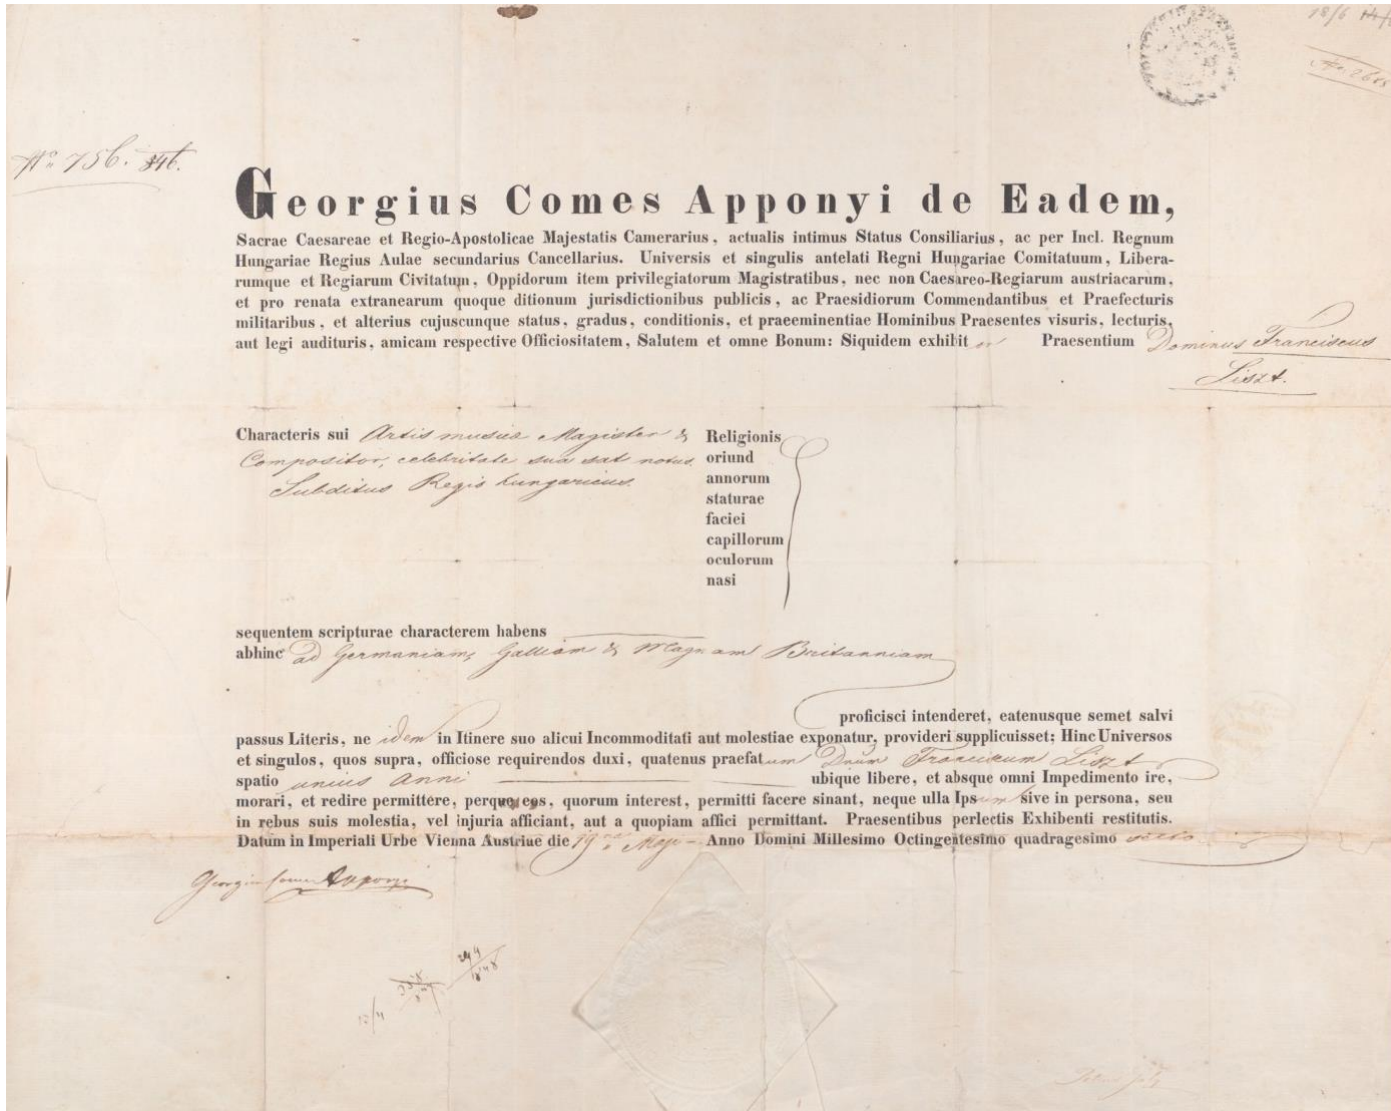 18/6
No. 756. 846.
Georgius Comes Apponyi de Eadem,
Sacrae Caesareae et Regio-Apostolicae Majestatis Camerarius, actualis intimus Status Consiliarius, ac per Incl. Regnum
Hungariae Regius Aulae secundarius Cancellarius. Universis et singulis antelati Regni Hungariae Comitatuum, Libera-
rumque et Regiarum Civitatum, Oppidorum item privilegiatorum Magistratibus, nec non Caesareo-Regiarum austriacarum,
et pro renata extranearum quoque ditionum jurisdictionibus publicis, ac Praesidiorum Commendantibus et Praefecturis
militaribus, et alterius cujuscunque status, gradus, conditionis, et praeeminentiae Hominibus Praesentes visuris, lecturis,
aut legi audituris, amicam respective Officiositatem, Salutem et omne Bonum: Siquidem exhibitor Praesentium Dominus Franciscus
Liszt.
Characteris sui Artis musicae Magister &
Compositor, celebritate sua sat notus.
Subditus Regis hungaricus
Religionis
oriund
annorum
staturae
faciei
capillorum
oculorum
nasi
sequentem scripturae characterem habens
abhinc ad Germaniam, Galliam & Magnam Britanniam
proficisci intenderet, eatenusque semet salvi
passus Literis, ne idem in Itinere suo alicui Incommoditati aut molestiae exponatur, provideri supplicuisset; Hinc Universos
et singulos, quos supra, officiose requirendos duxi, quatenus praefatum Dnum Franciscum Liszt
spatio unius Anni ubique libere, et absque omni Impedimento ire,
morari, et redire permittere, perque eos, quorum interest, permitti facere sinant, neque ulla Ipsum sive in persona, seu
in rebus suis molestia, vel injuria afficiant, aut a quopiam affici permittant. Praesentibus perlectis Exhibenti restitutis.
Datum in Imperiali Urbe Vienna Austriae die 19na Maji Anno Domini Millesimo Octingentesimo quadragesimo
Georgius Comes Apponyi